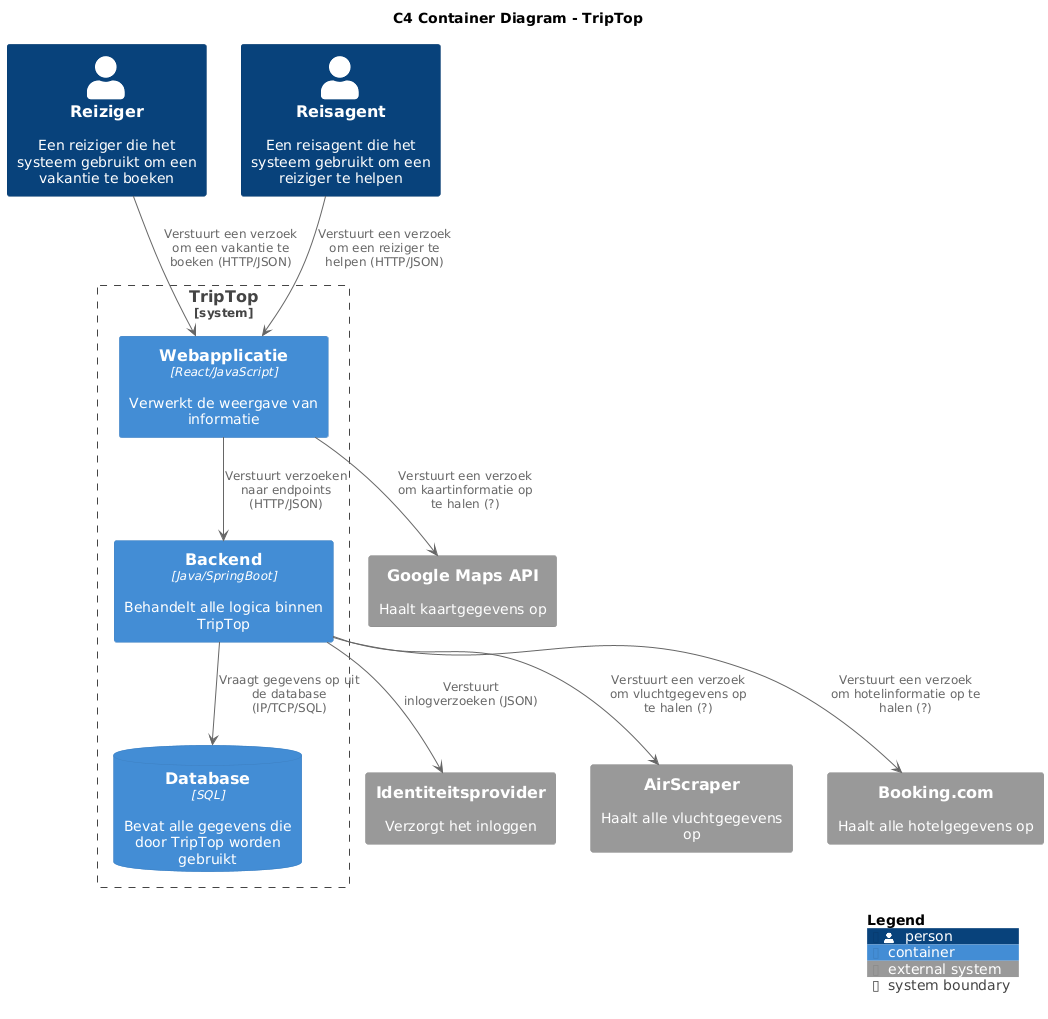 C4 Container Diagram - TripTop
Reiziger
Een reiziger die het
systeem gebruikt om een
vakantie te boeken
Reisagent
Een reisagent die het
systeem gebruikt om een
reiziger te helpen
Verstuurt een verzoek
om een vakantie te
boeken (HTTP/JSON)
Verstuurt een verzoek
om een reiziger te
helpen (HTTP/JSON)
TripTop
[system]
Webapplicatie
[React/JavaScript]
Verwerkt de weergave van
informatie
Verstuurt verzoeken
naar endpoints
(HTTP/JSON)
Verstuurt een verzoek
om kaartinformatie op
te halen (?)
Backend
[Java/SpringBoot]
Behandelt alle logica binnen
TripTop
Google Maps API
Haalt kaartgegevens op
Vraagt gegevens op uit
de database
(IP/TCP/SQL)
Verstuurt
inlogverzoeken (JSON)
Verstuurt een verzoek
om vluchtgegevens op
te halen (?)
Verstuurt een verzoek
om hotelinformatie op te
halen (?)
Database
[SQL]
Bevat alle gegevens die
door TripTop worden
gebruikt
Identiteitsprovider
Verzorgt het inloggen
AirScraper
Haalt alle vluchtgegevens
op
Booking.com
Haalt alle hotelgegevens op
Legend
person
container
external system
system boundary